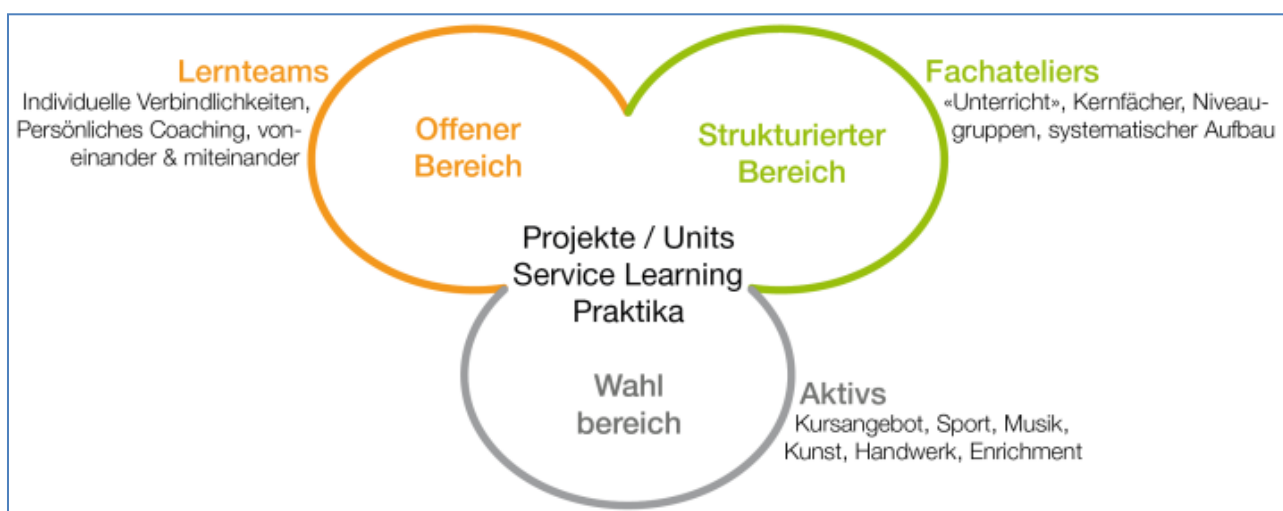 Lernteams
Individuelle Verbindlichkeiten,
Persönliches Coaching, von-
einander & miteinander
Offener
Bereich
Fachateliers
«Unterricht», Kernfächer, Niveau-
gruppen, systematischer Aufbau
Strukturierter
Bereich
Projekte / Units
Service Learning
Praktika
Wahl
bereich
Aktivs
Kursangebot, Sport, Musik,
Kunst, Handwerk, Enrichment